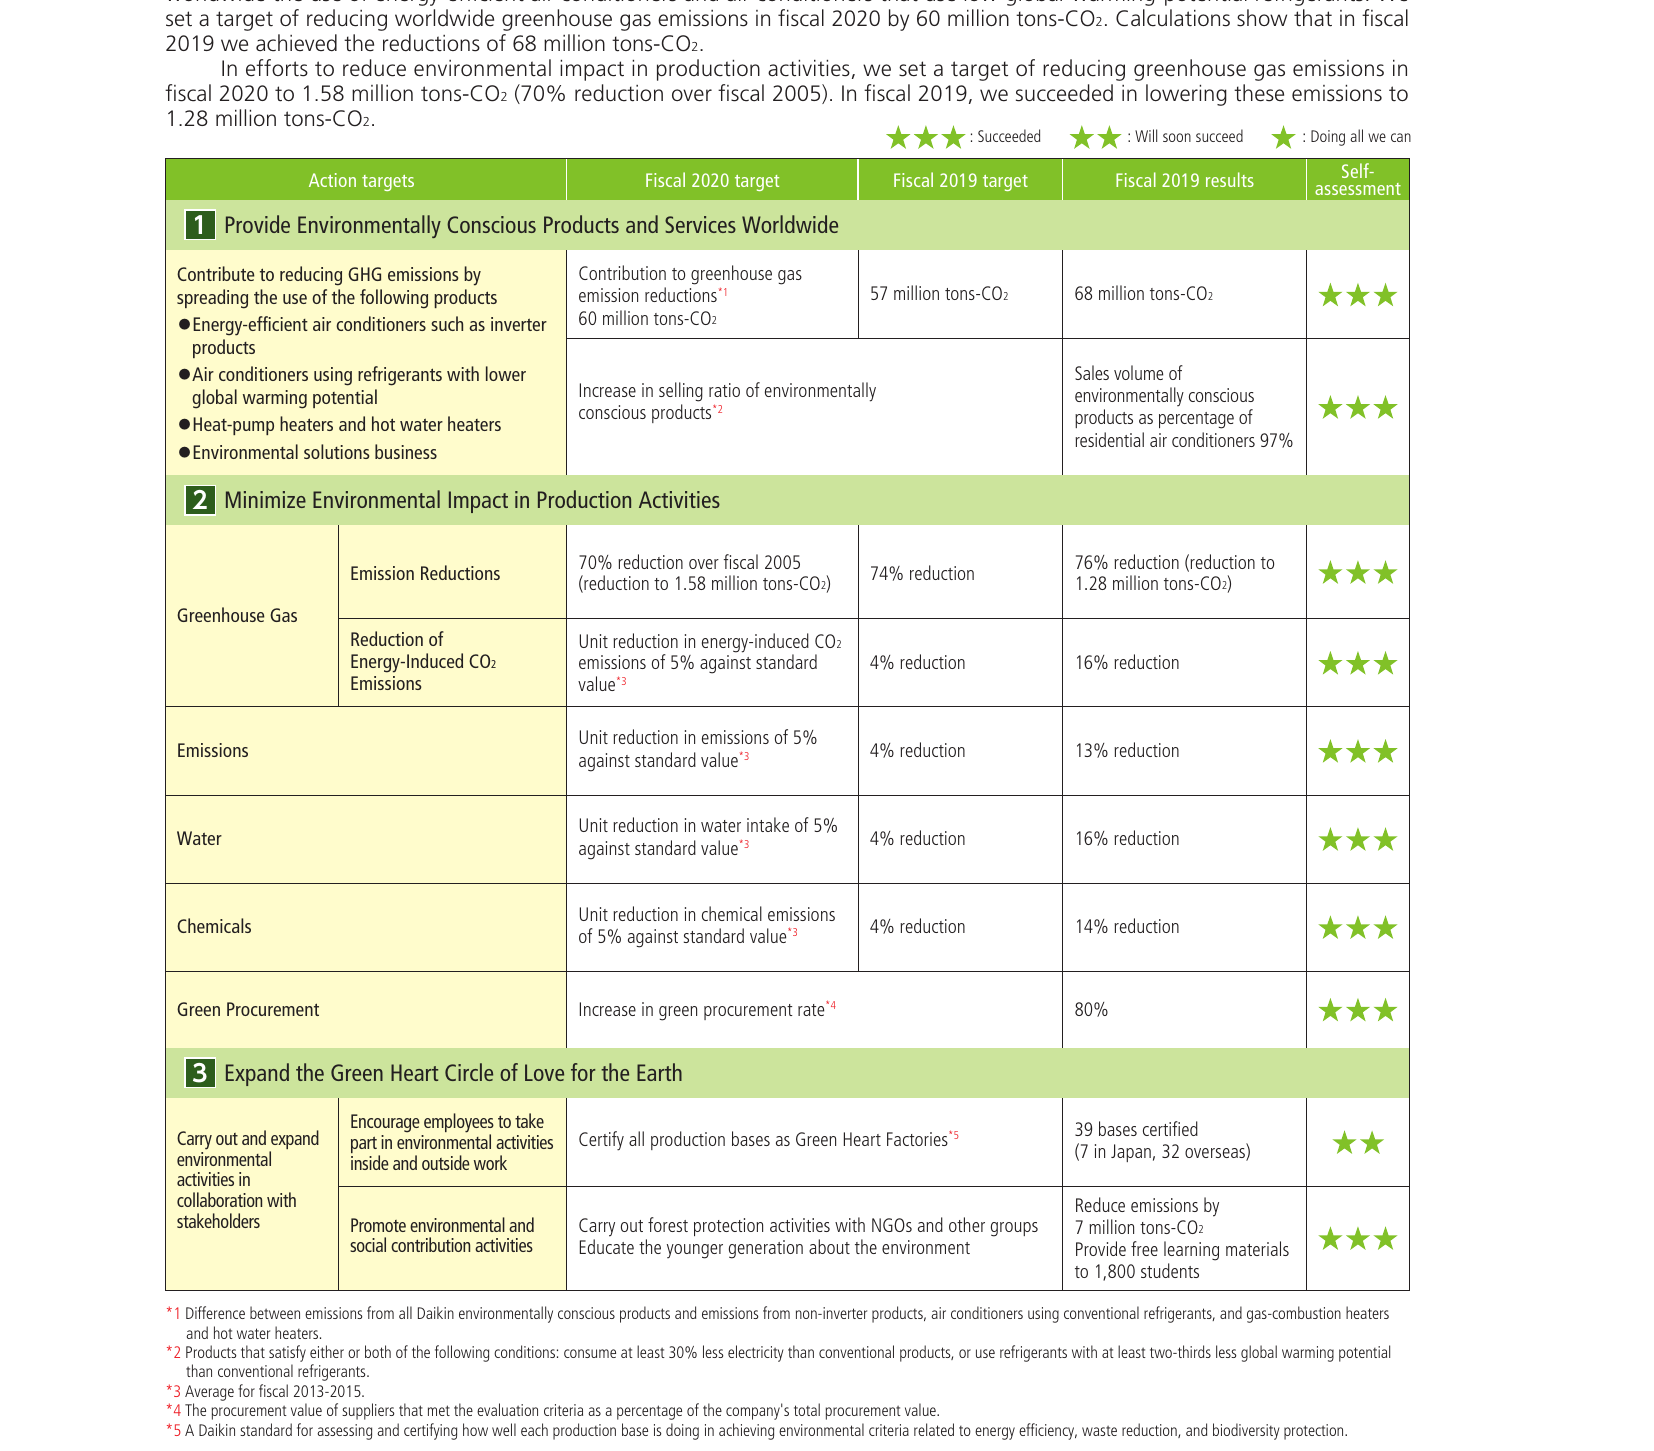 set a target of reducing worldwide greenhouse gas emissions in fiscal 2020 by 60 million tons-CO2. Calculations show that in fiscal
2019 we achieved the reductions of 68 million tons-CO2.
In efforts to reduce environmental impact in production activities, we set a target of reducing greenhouse gas emissions in
fiscal 2020 to 1.58 million tons-CO2 (70% reduction over fiscal 2005). In fiscal 2019, we succeeded in lowering these emissions to
1.28 million tons-CO2.
★★★ : Succeeded ★★ : Will soon succeed ★ : Doing all we can
Action targets Fiscal 2020 target Fiscal 2019 target Fiscal 2019 results Self-
assessment
1 Provide Environmentally Conscious Products and Services Worldwide
Contribute to reducing GHG emissions by
spreading the use of the following products
●Energy-efficient air conditioners such as inverter
products
●Air conditioners using refrigerants with lower
global warming potential
●Heat-pump heaters and hot water heaters
●Environmental solutions business
Contribution to greenhouse gas
emission reductions*1
60 million tons-CO2
57 million tons-CO2
68 million tons-CO2
★★★
Increase in selling ratio of environmentally
conscious products*2
Sales volume of
environmentally conscious
products as percentage of
residential air conditioners 97%
★★★
2 Minimize Environmental Impact in Production Activities
Greenhouse Gas
Emission Reductions
70% reduction over fiscal 2005
(reduction to 1.58 million tons-CO2)
74% reduction
76% reduction (reduction to
1.28 million tons-CO2)
★★★
Reduction of
Energy-Induced CO2
Emissions
Unit reduction in energy-induced CO2
emissions of 5% against standard
value*3
4% reduction
16% reduction
★★★
Emissions
Unit reduction in emissions of 5%
against standard value*3
4% reduction
13% reduction
★★★
Water
Unit reduction in water intake of 5%
against standard value*3
4% reduction
16% reduction
★★★
Chemicals
Unit reduction in chemical emissions
of 5% against standard value*3
4% reduction
14% reduction
★★★
Green Procurement
Increase in green procurement rate*4
80%
★★★
3 Expand the Green Heart Circle of Love for the Earth
Carry out and expand
environmental
activities in
collaboration with
stakeholders
Encourage employees to take
part in environmental activities
inside and outside work
Certify all production bases as Green Heart Factories*5
39 bases certified
(7 in Japan, 32 overseas)
★★
Promote environmental and
social contribution activities
Carry out forest protection activities with NGOs and other groups
Educate the younger generation about the environment
Reduce emissions by
7 million tons-CO2
Provide free learning materials
to 1,800 students
★★★
*1 Difference between emissions from all Daikin environmentally conscious products and emissions from non-inverter products, air conditioners using conventional refrigerants, and gas-combustion heaters
and hot water heaters.
*2 Products that satisfy either or both of the following conditions: consume at least 30% less electricity than conventional products, or use refrigerants with at least two-thirds less global warming potential
than conventional refrigerants.
*3 Average for fiscal 2013-2015.
*4 The procurement value of suppliers that met the evaluation criteria as a percentage of the company's total procurement value.
*5 A Daikin standard for assessing and certifying how well each production base is doing in achieving environmental criteria related to energy efficiency, waste reduction, and biodiversity protection.